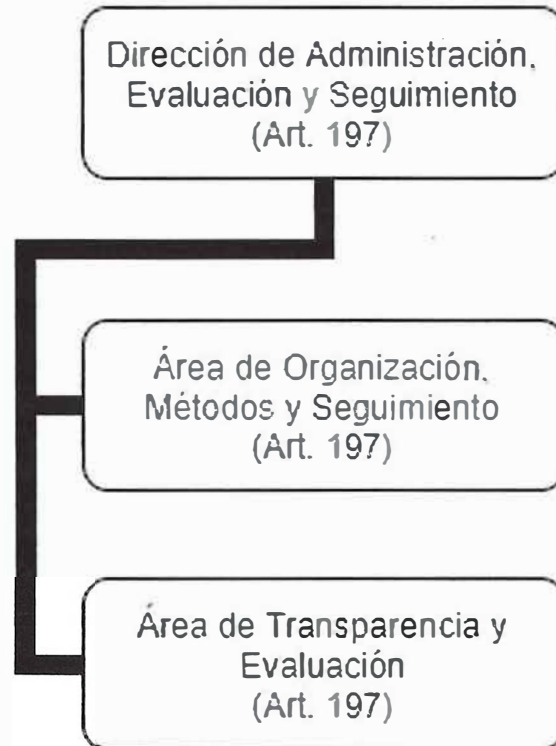 Dirección de Administración,
Evaluación y Seguimiento
(Art. 197)
Área de Organización,
Métodos y Seguimiento
(Art. 197)
Área de Transparencia y
Evaluación
(Art. 197)